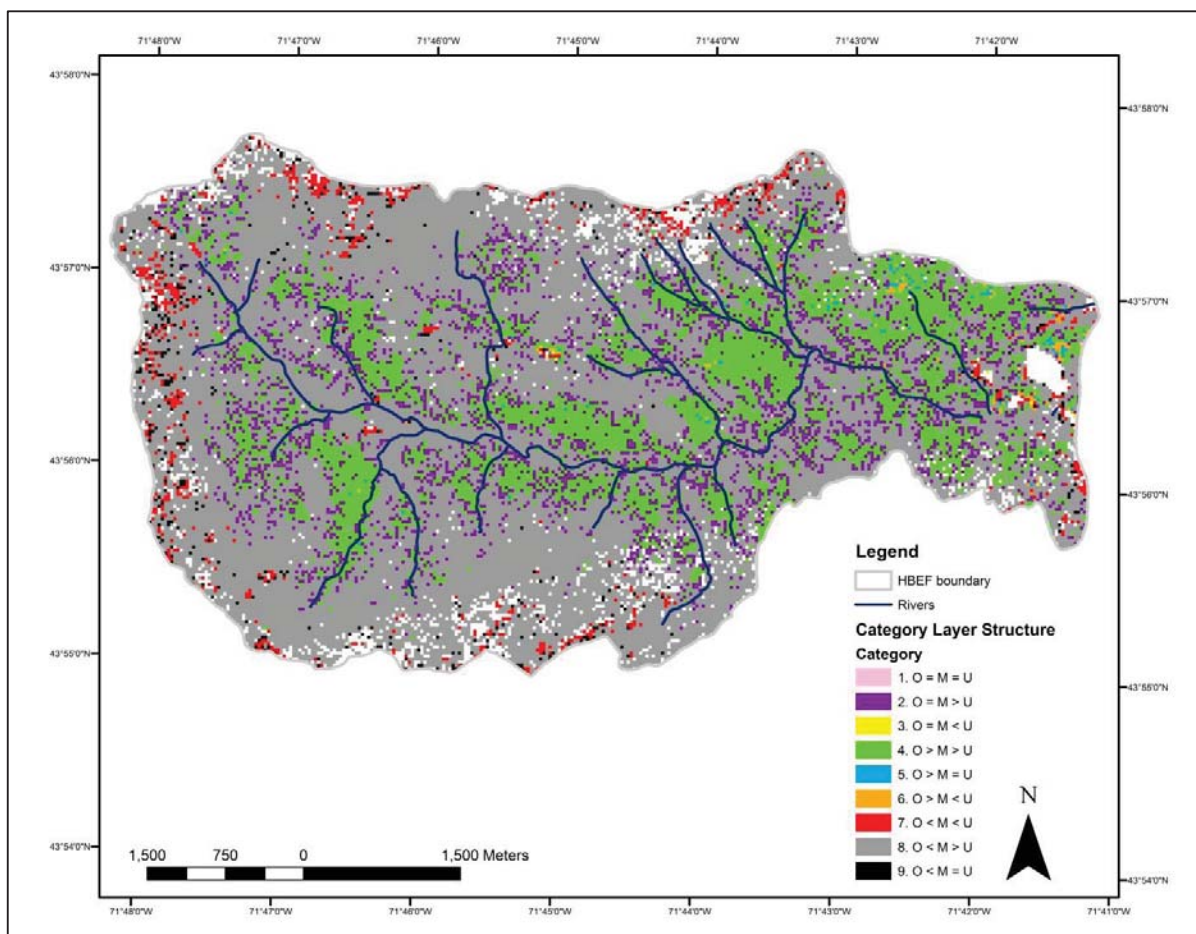 71°48'0"W 71°47'0"W 71°46'0"W 71°45'0"W 71°44'0"W 71°43'0"W 71°42'0"W
43°58'0"N
43°58'0"N
43°57'0"N
43°57'0"N
43°56'0"N
43°56'0"N
43°55'0"N
43°55'0"N
43°54'0"N
43°54'0"N
Legend
HBEF boundary
Rivers
Category Layer Structure
Category
1. O = M = U
2. O = M > U
3. O = M < U
4. O > M > U
5. O > M = U
6. O > M < U
7. O < M < U
8. O < M > U
9. O < M = U
N
1,500 750 0 1,500 Meters
71°48'0"W 71°47'0"W 71°46'0"W 71°45'0"W 71°44'0"W 71°43'0"W 71°42'0"W 71°41'0"W